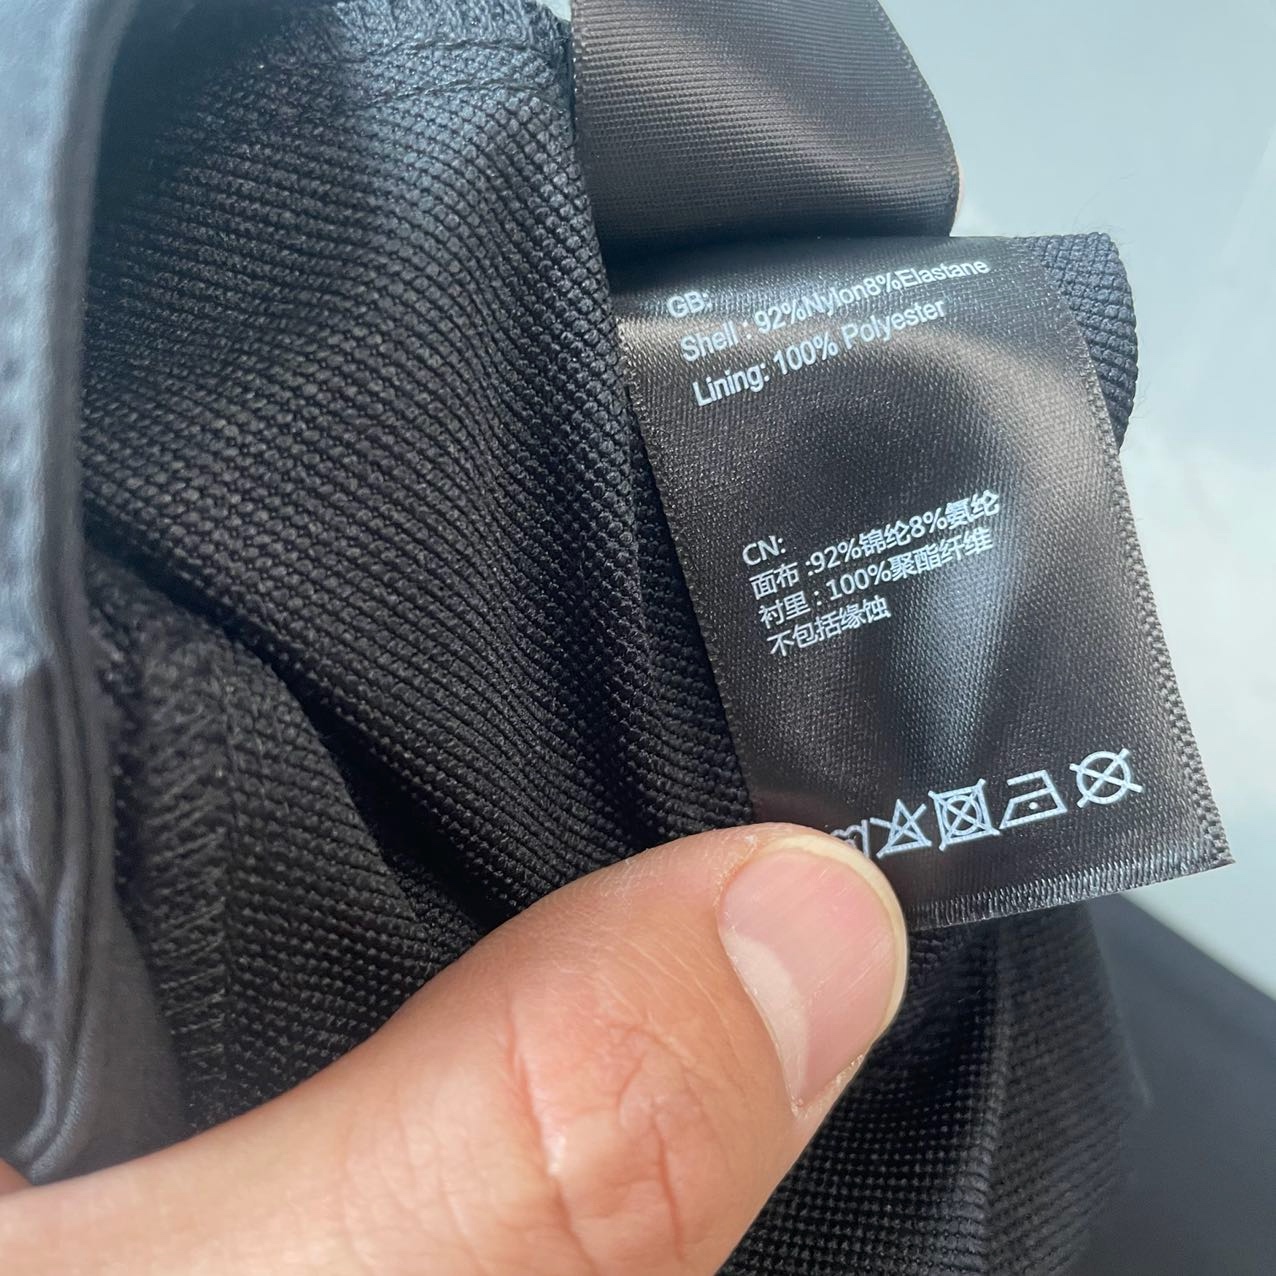 GB:
Shell : 92%Nylon8%Elastane
Lining: 100% Polyester
CN:
面布 :92%锦纶8%氨纶
衬里 : 100%聚酯纤维
不包括缘蚀